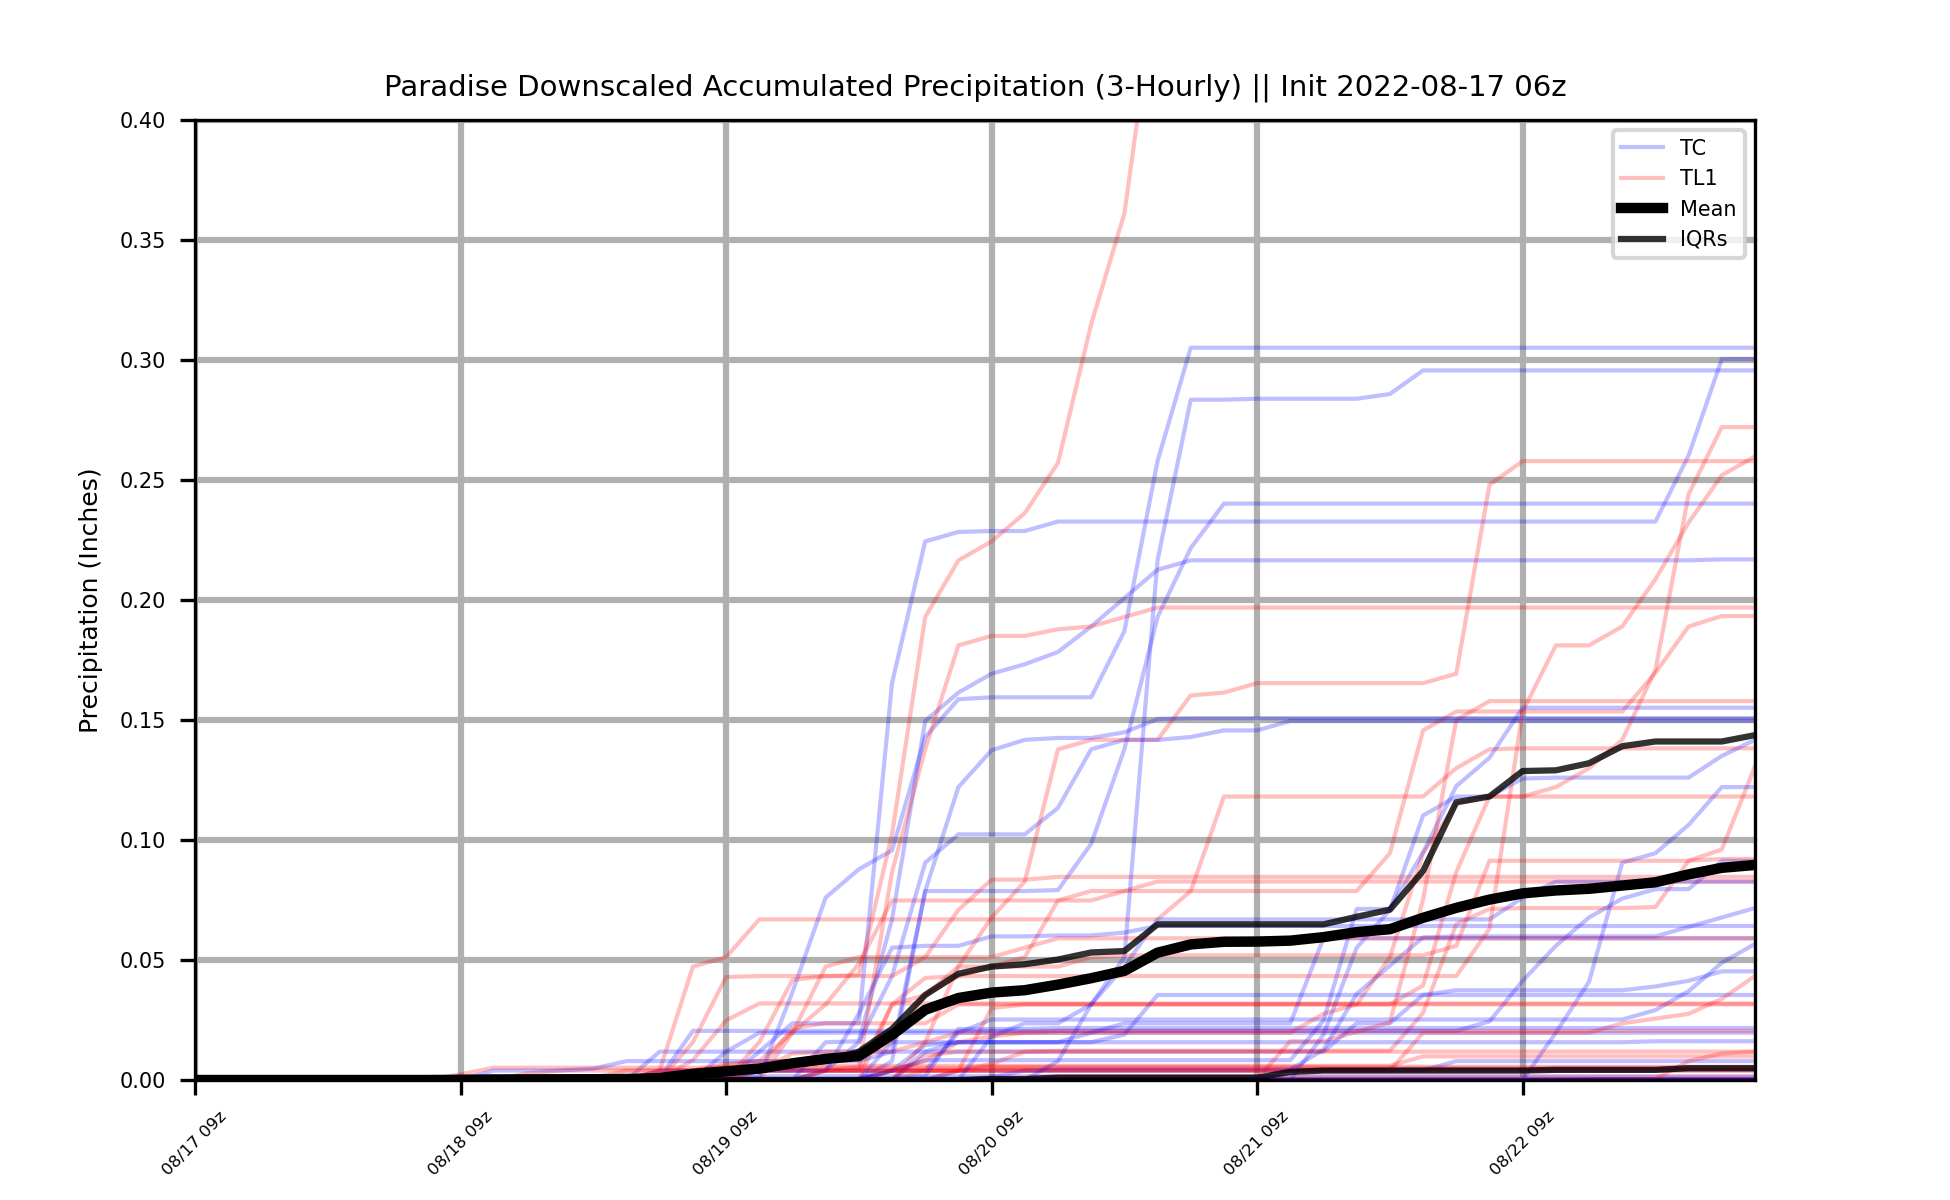 Paradise Downscaled Accumulated Precipitation (3-Hourly) || Init 2022-08-17 06z
0.40
0.35
0.30
0.25
0.20
0.15
0.10
0.05
0.00
Precipitation (Inches)
TC
TL1
Mean
IQRs
08/17 09z
08/18 09z
08/19 09z
08/20 09z
08/21 09z
08/22 09z